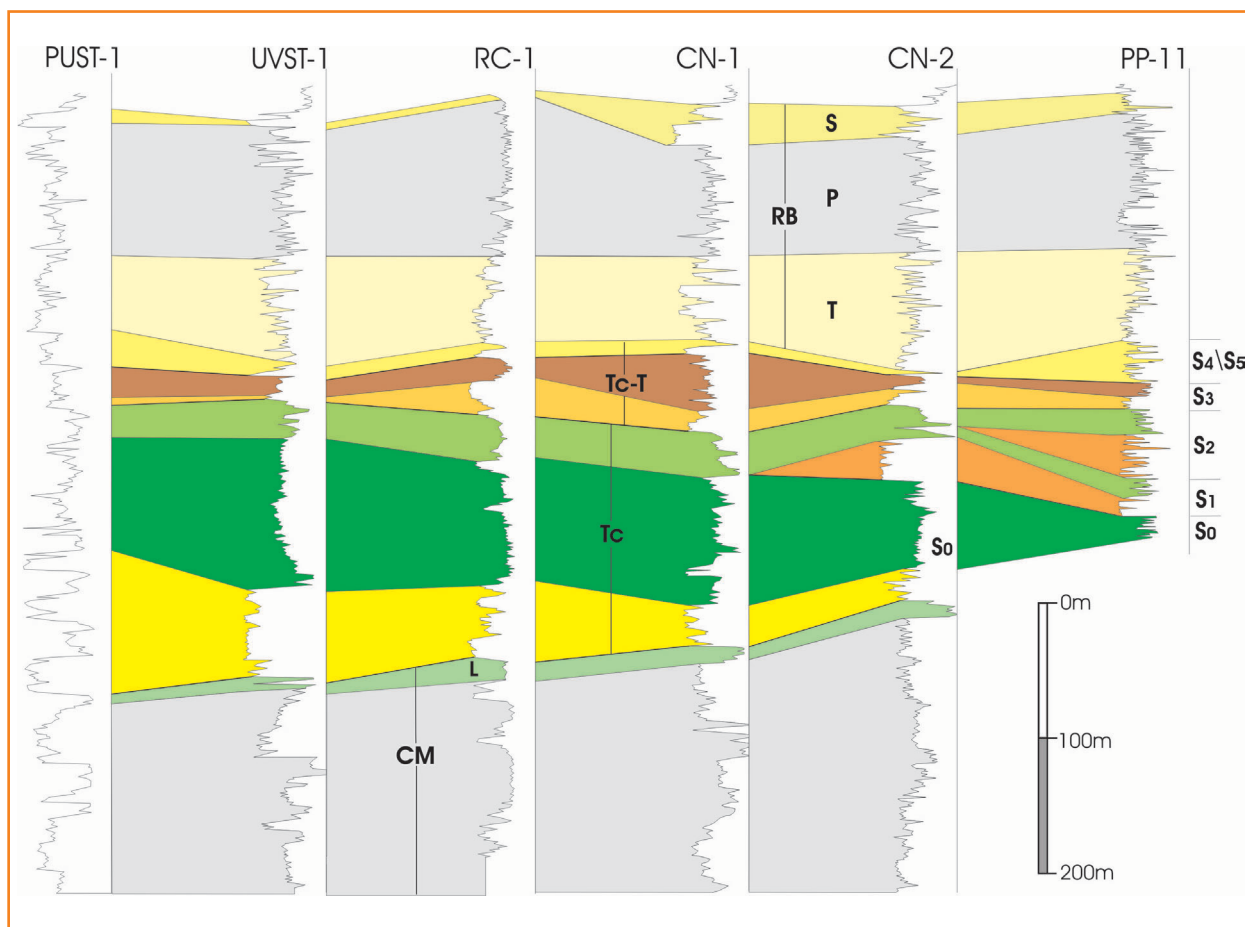 PUST-1 UVST-1 RC-1 CN-1 CN-2 PP-11
S
P
RB
T
S4\S5
Tc-T
S3
S2
S1
Tc
S0
S0
0m
L
CM
100m
200m